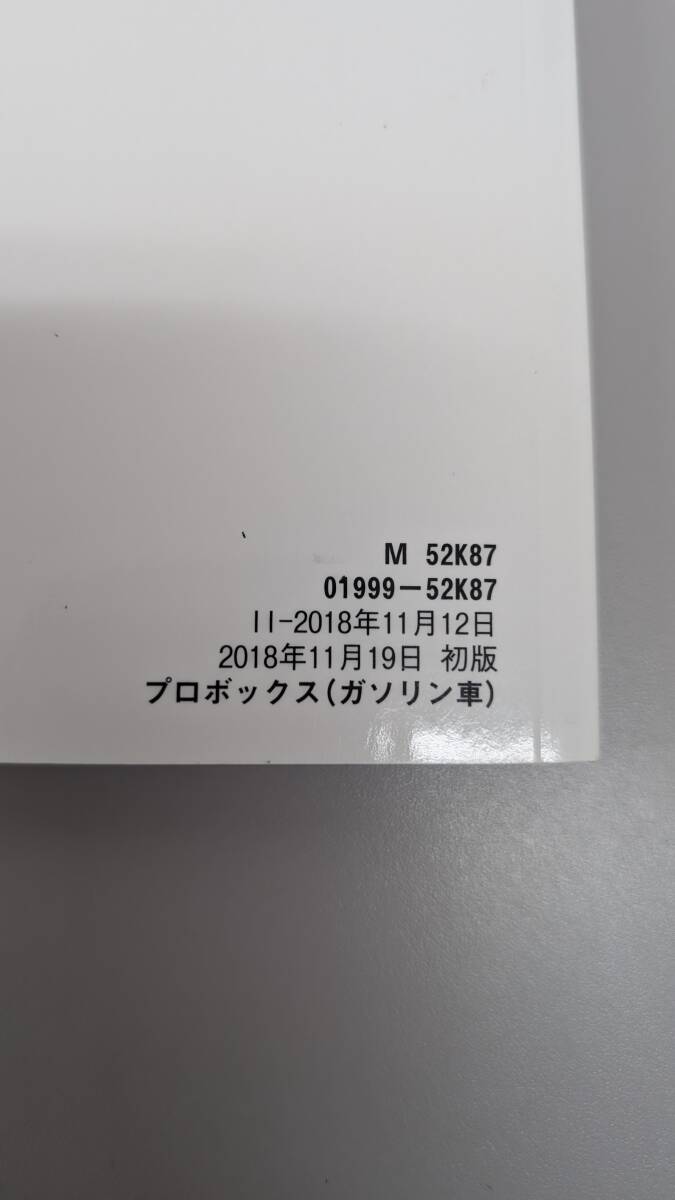 M 52K87
01999－52K87
II-2018年11月12日
2018年11月19日 初版
プロボックス(ガソリン車)